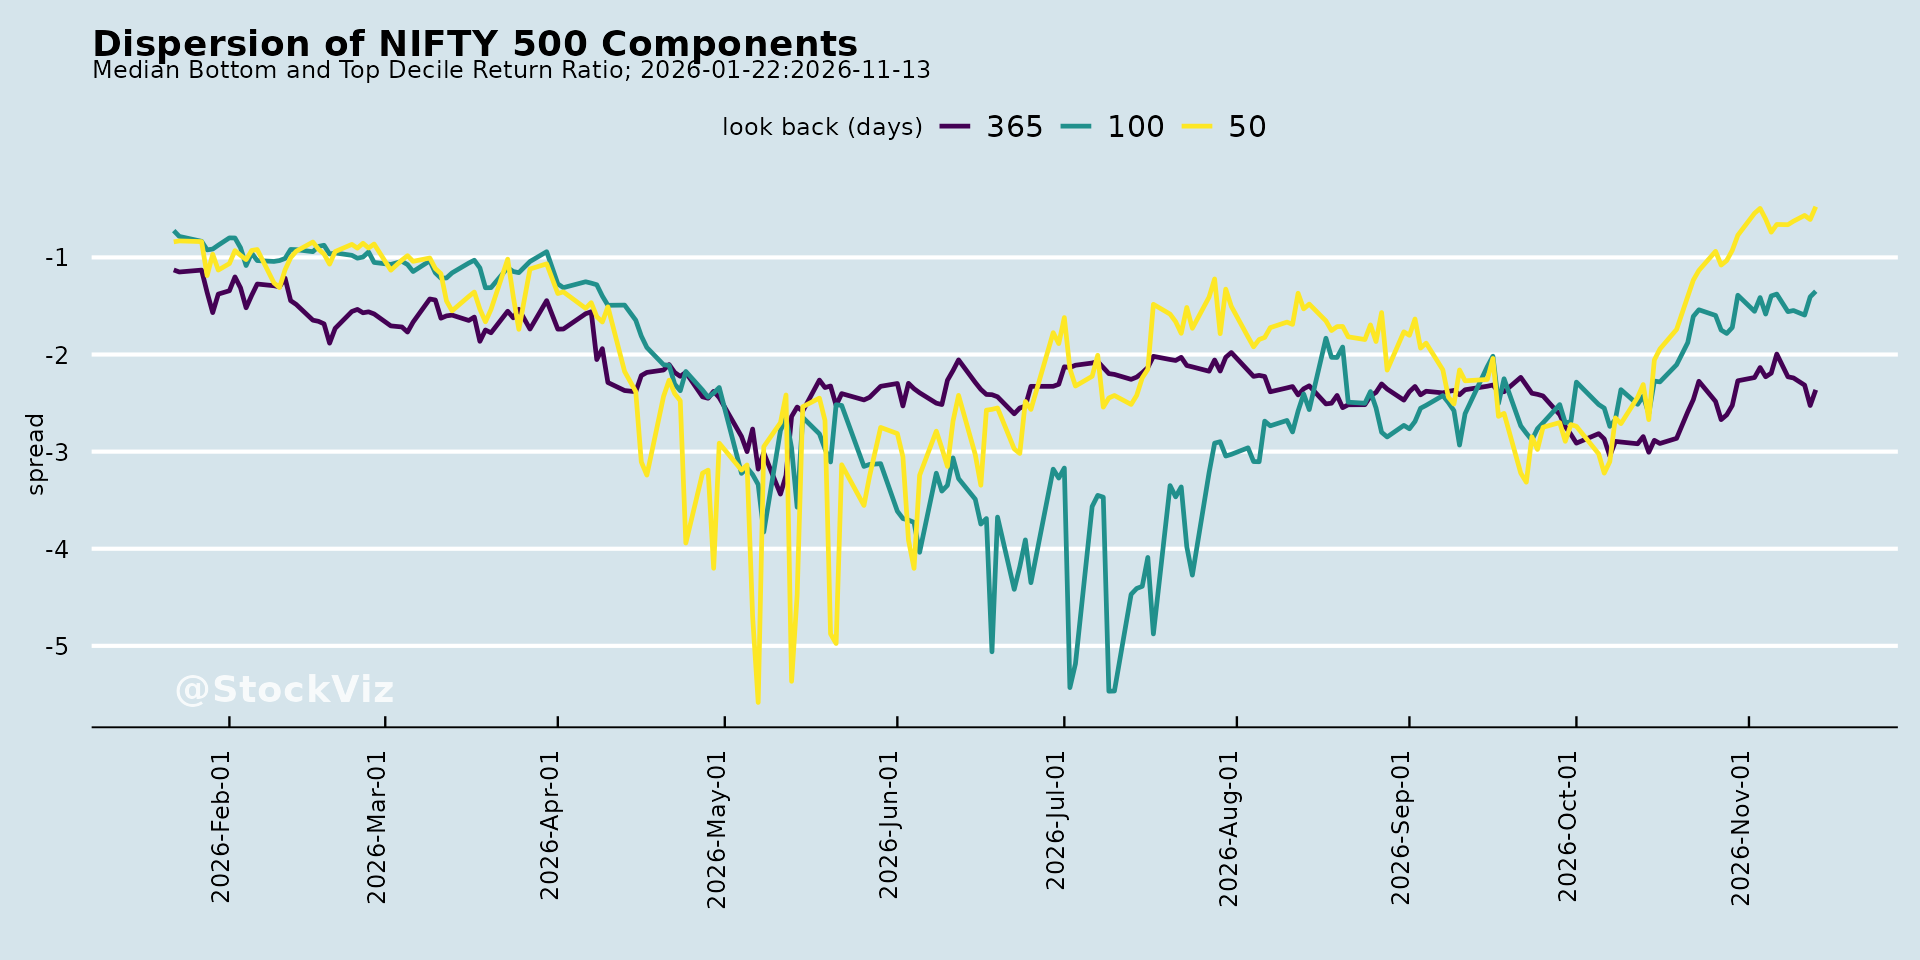 Dispersion of NIFTY 500 Components
Median Bottom and Top Decile Return Ratio; 2026-01-22:2026-11-13
look back (days) 365 100 50
spread
-1
-2
-3
-4
-5
@StockViz
2026-Feb-01
2026-Mar-01
2026-Apr-01
2026-May-01
2026-Jun-01
2026-Jul-01
2026-Aug-01
2026-Sep-01
2026-Oct-01
2026-Nov-01